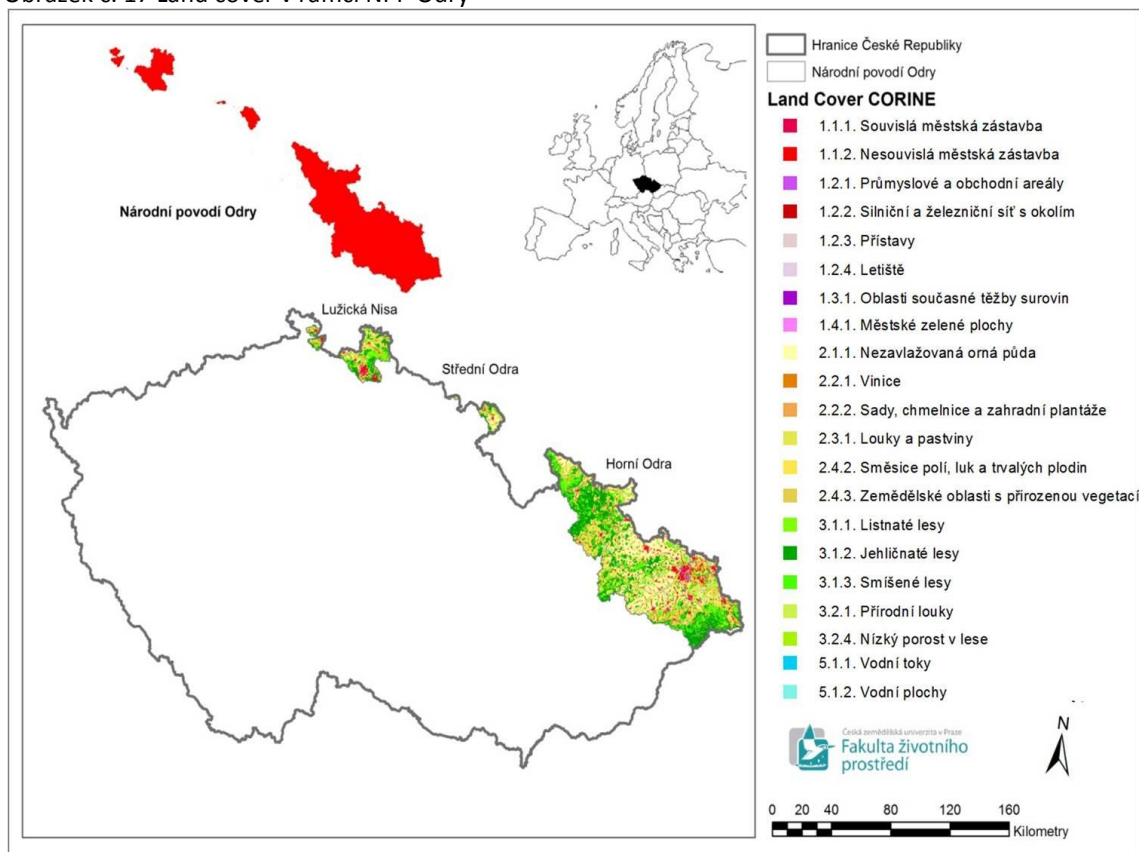 Hranice České Republiky
Národní povodí Odry
Land Cover CORINE
1.1.1. Souvislá městská zástavba
1.1.2. Nesouvislá městská zástavba
1.2.1. Průmyslové a obchodní areály
1.2.2. Silniční a železniční síť s okolím
1.2.3. Přístavy
1.2.4. Letiště
1.3.1. Oblasti současné těžby surovin
1.4.1. Městské zelené plochy
2.1.1. Nezavlažovaná orná půda
2.2.1. Vinice
2.2.2. Sady, chmelnice a zahradní plantáže
2.3.1. Louky a pastviny
2.4.2. Směsice polí, luk a trvalých plodin
2.4.3. Zemědělské oblasti s přirozenou vegetací
3.1.1. Listnaté lesy
3.1.2. Jehličnaté lesy
3.1.3. Smíšené lesy
3.2.1. Přírodní louky
3.2.4. Nízký porost v lese
5.1.1. Vodní toky
5.1.2. Vodní plochy
Národní povodí Odry
Lužická Nisa
Střední Odra
Horní Odra
Česká zemědělská univerzita v Praze
Fakulta životního
prostředí
N
0 20 40 80 120 160
Kilometry